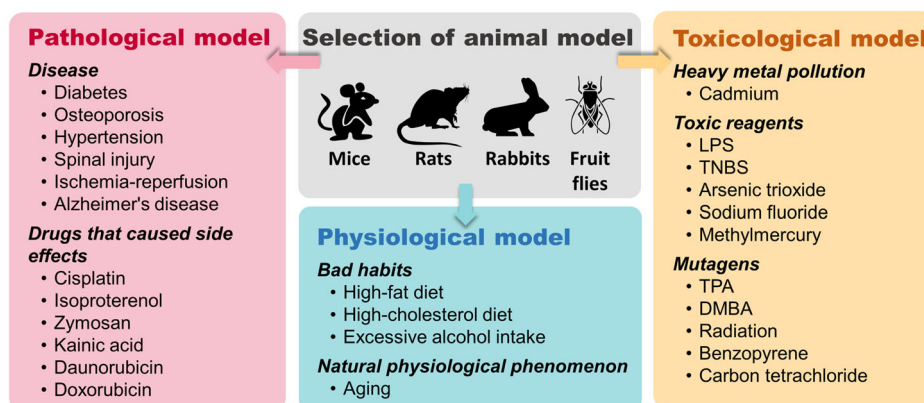 Pathological model
Disease
• Diabetes
• Osteoporosis
• Hypertension
• Spinal injury
• Ischemia-reperfusion
• Alzheimer's disease
Drugs that caused side
effects
• Cisplatin
• Isoproterenol
• Zymosan
• Kainic acid
• Daunorubicin
• Doxorubicin
Selection of animal model
Mice
Rats
Rabbits
Fruit
flies
Physiological model
Bad habits
• High-fat diet
• High-cholesterol diet
• Excessive alcohol intake
Natural physiological phenomenon
• Aging
Toxicological model
Heavy metal pollution
• Cadmium
Toxic reagents
• LPS
• TNBS
• Arsenic trioxide
• Sodium fluoride
• Methylmercury
Mutagens
• TPA
• DMBA
• Radiation
• Benzopyrene
• Carbon tetrachloride